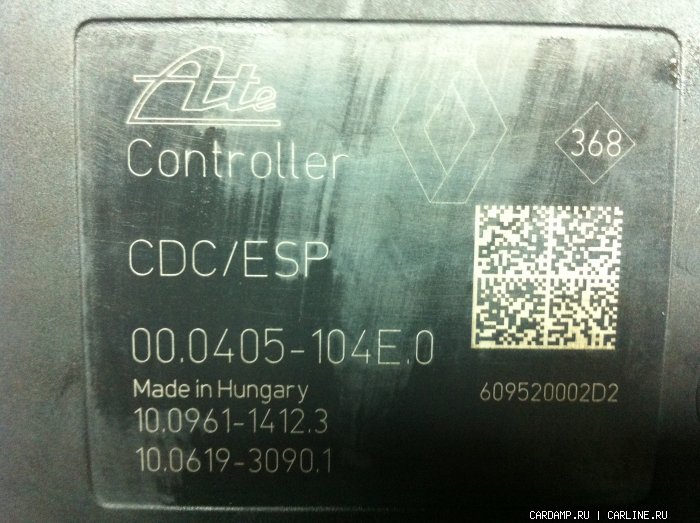 Ate
Controller
368
CDC/ESP
00.0405-104E.0
Made in Hungary
609520002D2
10.0961-1412.3
10.0619-3090.1
CARDAMP.RU | CARLINE.RU